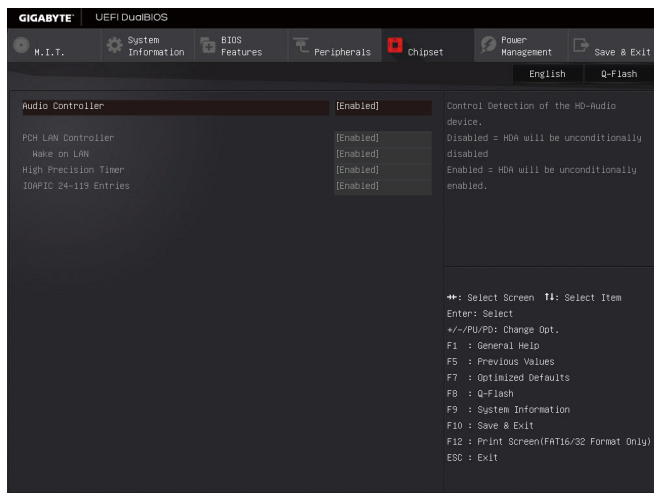 GIGABYTE™ UEFI DualBIOS
M.I.T.
System Information
BIOS Features
Peripherals
Chipset
Power Management
Save & Exit
English Q-Flash
Audio Controller [Enabled]
PCH LAN Controller [Enabled]
Wake on LAN [Enabled]
High Precision Timer [Enabled]
IOAPIC 24-119 Entries [Enabled]
Control Detection of the HD-Audio
device.
Disabled = HDA will be unconditionally
disabled
Enabled = HDA will be unconditionally
enabled.
→←: Select Screen ↑↓: Select Item
Enter: Select
+/-/PU/PD: Change Opt.
F1 : General Help
F5 : Previous Values
F7 : Optimized Defaults
F8 : Q-Flash
F9 : System Information
F10 : Save & Exit
F12 : Print Screen(FAT16/32 Format Only)
ESC : Exit